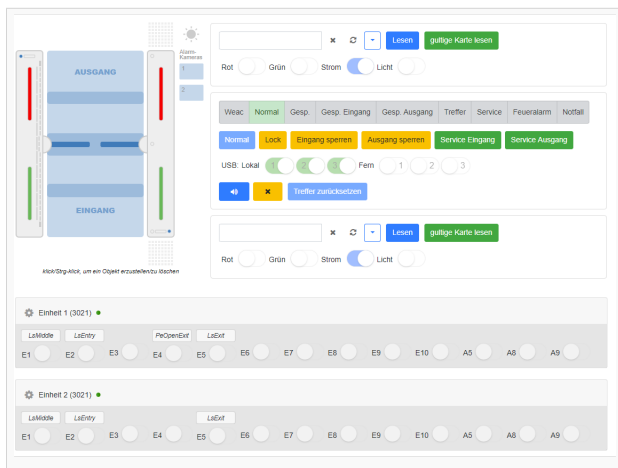 Alarm-
Kameras
1
2
AUSGANG
EINGANG
klick/Strg-klick, um ein Objekt erzustellen/zu löschen
Lesen gultige Karte lesen
Rot Grün Strom Licht
Weac Normal Gesp. Gesp. Eingang Gesp. Ausgang Treffer Service Feueralarm Notfall
Normal Lock Eingang sperren Ausgang sperren Service Eingang Service Ausgang
USB: Lokal 1 2 3 Fern 1 2 3
Treffer zurücksetzen
Lesen gultige Karte lesen
Rot Grün Strom Licht
Einheit 1 (3021)
LsMiddle LsEntry PeOpenExit LsExit
E1 E2 E3 E4 E5 E6 E7 E8 E9 E10 A5 A8 A9
Einheit 2 (3021)
LsMiddle LsEntry LsExit
E1 E2 E3 E4 E5 E6 E7 E8 E9 E10 A5 A8 A9